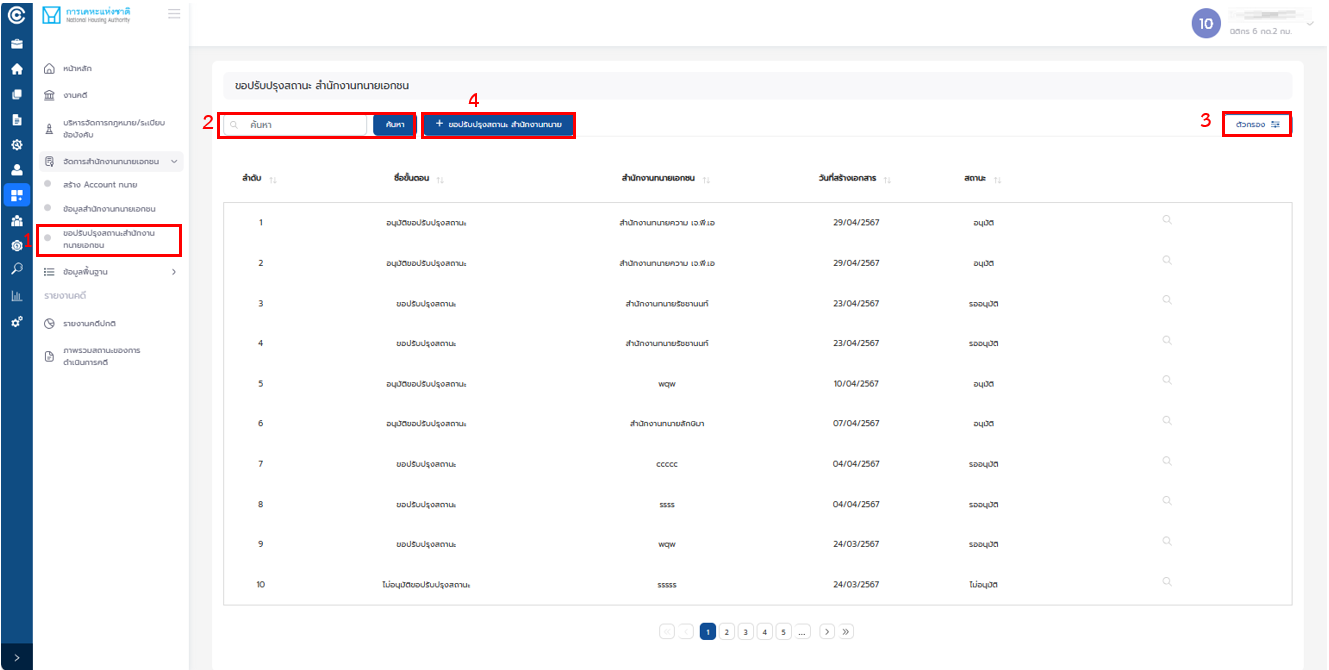 การเคหะแห่งชาติ
National Housing Authority
10
นิติกร 6 กด.2 กม.
หน้าหลัก
งานคดี
บริหารจัดการกฎหมาย/ระเบียบ
ข้อบังคับ
จัดการสำนักงานทนายเอกชน
สร้าง Account ทนาย
ข้อมูลสำนักงานทนายเอกชน
1
ขอปรับปรุงสถานะสำนักงาน
ทนายเอกชน
ข้อมูลพื้นฐาน
รายงานคดี
รายงานคดีปกติ
ภาพรวมสถานะของการ
ดำเนินการคดี
ขอปรับปรุงสถานะ สำนักงานทนายเอกชน
4
2 ค้นหา ค้นหา + ขอปรับปรุงสถานะ สำนักงานทนาย 3 ตัวกรอง
ลำดับ ชื่อขั้นตอน สำนักงานทนายเอกชน วันที่สร้างเอกสาร สถานะ
1 อนุมัติขอปรับปรุงสถานะ สำนักงานทนายความ เจ.พี.เอ 29/04/2567 อนุมัติ
2 อนุมัติขอปรับปรุงสถานะ สำนักงานทนายความ เจ.พี.เอ 29/04/2567 อนุมัติ
3 ขอปรับปรุงสถานะ สำนักงานทนายรัชชานนท์ 23/04/2567 รออนุมัติ
4 ขอปรับปรุงสถานะ สำนักงานทนายรัชชานนท์ 23/04/2567 รออนุมัติ
5 อนุมัติขอปรับปรุงสถานะ wqw 10/04/2567 อนุมัติ
6 อนุมัติขอปรับปรุงสถานะ สำนักงานทนายลักษิมา 07/04/2567 อนุมัติ
7 ขอปรับปรุงสถานะ ccccc 04/04/2567 รออนุมัติ
8 ขอปรับปรุงสถานะ ssss 04/04/2567 รออนุมัติ
9 ขอปรับปรุงสถานะ wqw 24/03/2567 รออนุมัติ
10 ไม่อนุมัติขอปรับปรุงสถานะ sssss 24/03/2567 ไม่อนุมัติ
1 2 3 4 5 ...